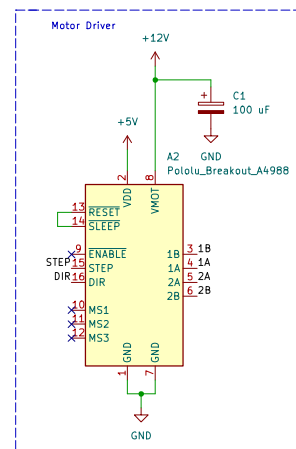 Motor Driver
+12V
C1
100 uF
+5V
GND
A2
Pololu_Breakout_A4988
2
8
VDD
VMOT
13 RESET
14 SLEEP
9 ENABLE
STEP 15 STEP
DIR 16 DIR
10 MS1
11 MS2
12 MS3
1B 3 1B
1A 4 1A
2A 5 2A
2B 6 2B
GND
GND
1
7
GND